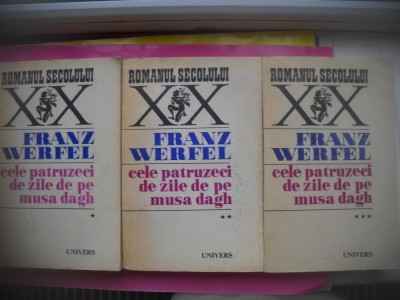 ROMANUL SECOLULUI
XX
FRANZ
WERFEL
cele patruzeci
de zile de pe
musa dagh
*
UNIVERS
ROMANUL SECOLULUI
XX
FRANZ
WERFEL
cele patruzeci
de zile de pe
musa dagh
**
UNIVERS
ROMANUL SECOLULUI
XX
FRANZ
WERFEL
cele patruzeci
de zile de pe
musa dagh
***
UNIVERS